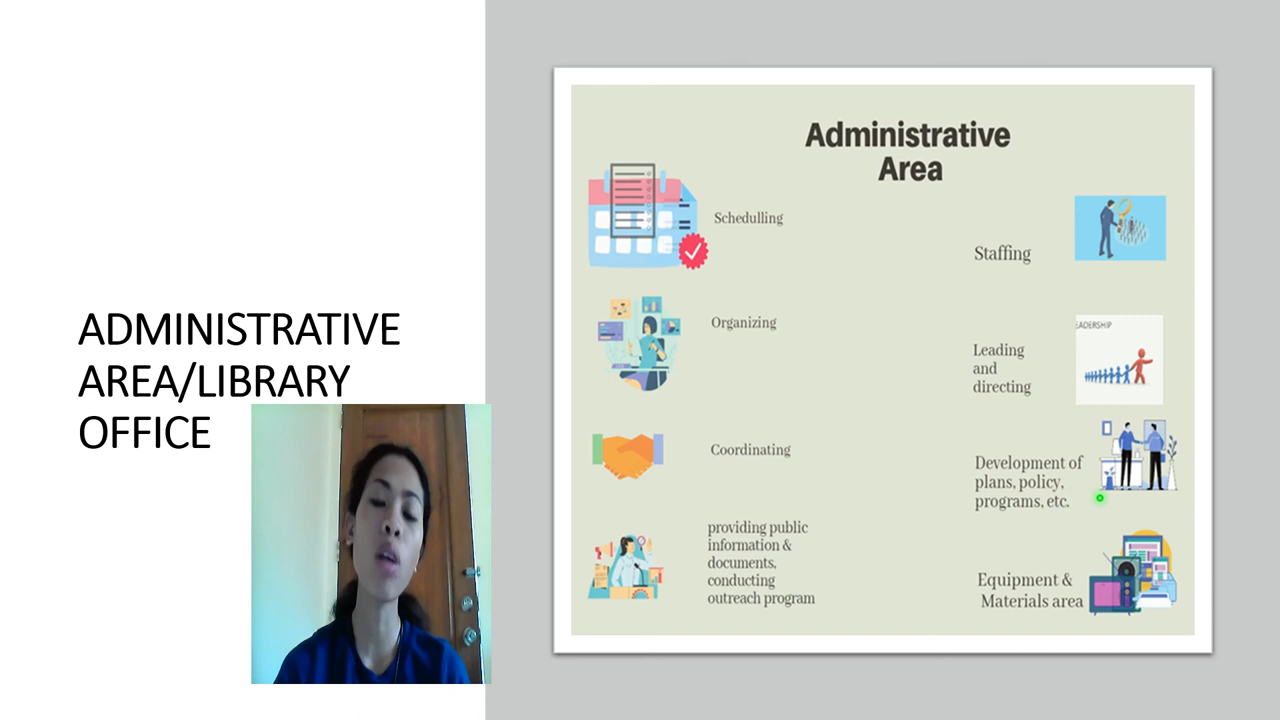 ADMINISTRATIVE
AREA/LIBRARY
OFFICE
Administrative
Area
Schedulling
Organizing
Coordinating
providing public
information &
documents,
conducting
outreach program
Staffing
EADERSHIP
Leading
and
directing
Development of
plans, policy,
programs, etc.
Equipment &
Materials area